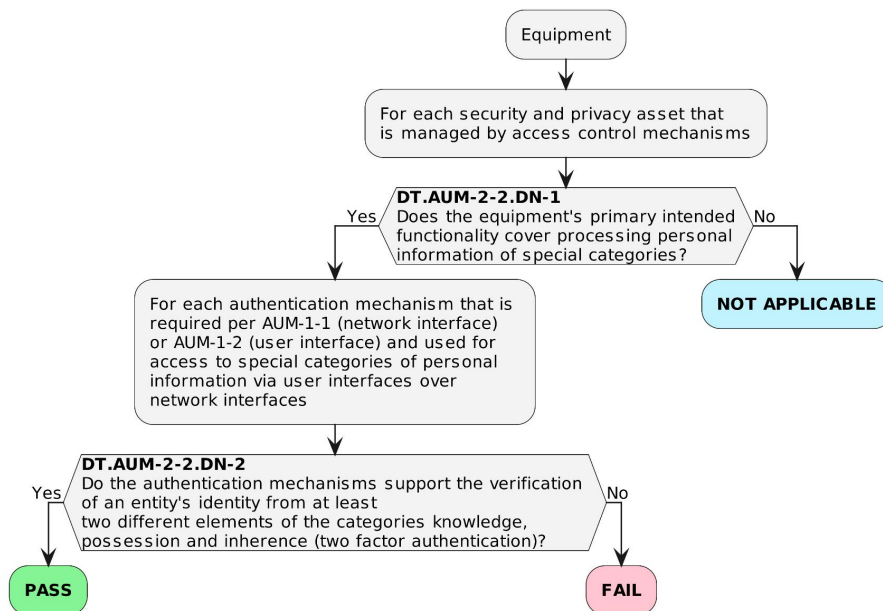 Equipment
For each security and privacy asset that
is managed by access control mechanisms
DT.AUM-2-2.DN-1
Does the equipment's primary intended
functionality cover processing personal
information of special categories?
Yes
No
NOT APPLICABLE
For each authentication mechanism that is
required per AUM-1-1 (network interface)
or AUM-1-2 (user interface) and used for
access to special categories of personal
information via user interfaces over
network interfaces
DT.AUM-2-2.DN-2
Do the authentication mechanisms support the verification
of an entity's identity from at least
two different elements of the categories knowledge,
possession and inherence (two factor authentication)?
Yes
No
PASS
FAIL